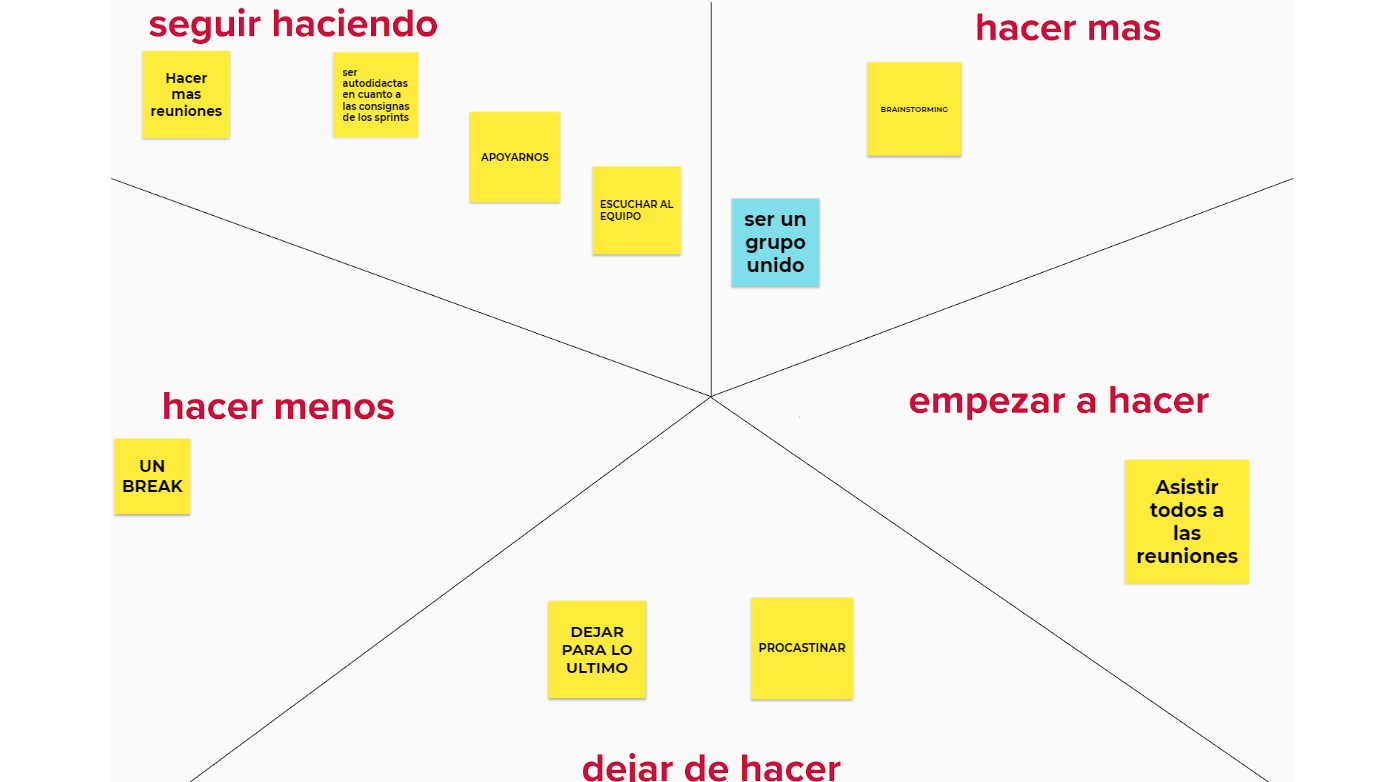 seguir haciendo
Hacer
mas
reuniones
ser
autodidactas
en cuanto a
las consignas
de los sprints
APOYARNOS
ESCUCHAR AL
EQUIPO
hacer mas
BRAINSTORMING
ser un
grupo
unido
hacer menos
UN
BREAK
empezar a hacer
Asistir
todos a
las
reuniones
DEJAR
PARA LO
ULTIMO
PROCASTINAR
dejar de hacer